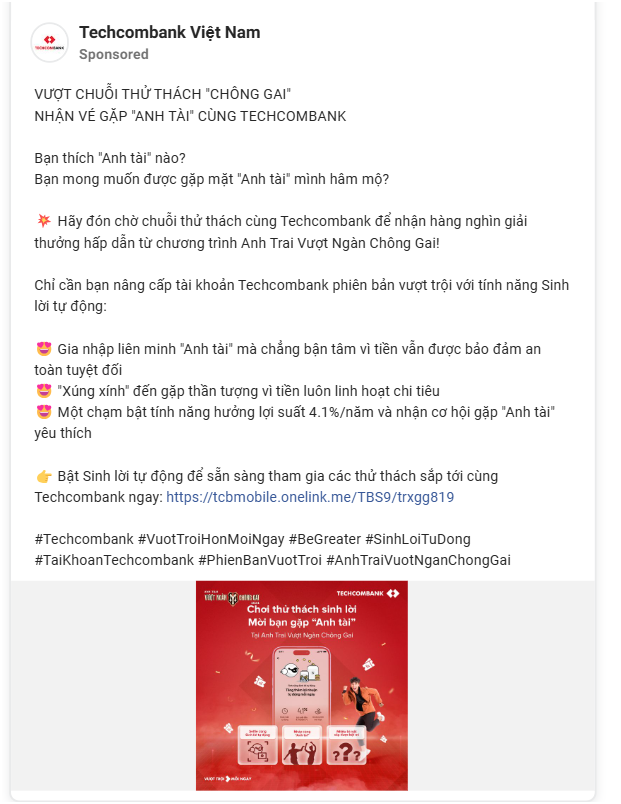 TECHCOMBANK
Techcombank Việt Nam
Sponsored
VƯỢT CHUỖI THỬ THÁCH "CHÔNG GAI"
NHẬN VÉ GẶP "ANH TÀI" CÙNG TECHCOMBANK
Bạn thích "Anh tài" nào?
Bạn mong muốn được gặp mặt "Anh tài" mình hâm mộ?
💥 Hãy đón chờ chuỗi thử thách cùng Techcombank để nhận hàng nghìn giải
thưởng hấp dẫn từ chương trình Anh Trai Vượt Ngàn Chông Gai!
Chỉ cần bạn nâng cấp tài khoản Techcombank phiên bản vượt trội với tính năng Sinh
lời tự động:
😍 Gia nhập liên minh "Anh tài" mà chẳng bận tâm vì tiền vẫn được bảo đảm an
toàn tuyệt đối
😍 "Xúng xính" đến gặp thần tượng vì tiền luôn linh hoạt chi tiêu
😍 Một chạm bật tính năng hưởng lợi suất 4.1%/năm và nhận cơ hội gặp "Anh tài"
yêu thích
👉 Bật Sinh lời tự động để sẵn sàng tham gia các thử thách sắp tới cùng
Techcombank ngay: https://tcbmobile.onelink.me/TBS9/trxgg819
#Techcombank #VuotTroiHonMoiNgay #BeGreater #SinhLoiTuDong
#TaiKhoanTechcombank #PhienBanVuotTroi #AnhTraiVuotNganChongGai
TECHCOMBANK
VƯỢT NGÀN CHÔNG GAI
Chơi thử thách sinh lời
Mời bạn gặp "Anh tài"
Tại Anh Trai Vượt Ngàn Chông Gai
???
VƯỢT TRỘI MỖI NGÀY